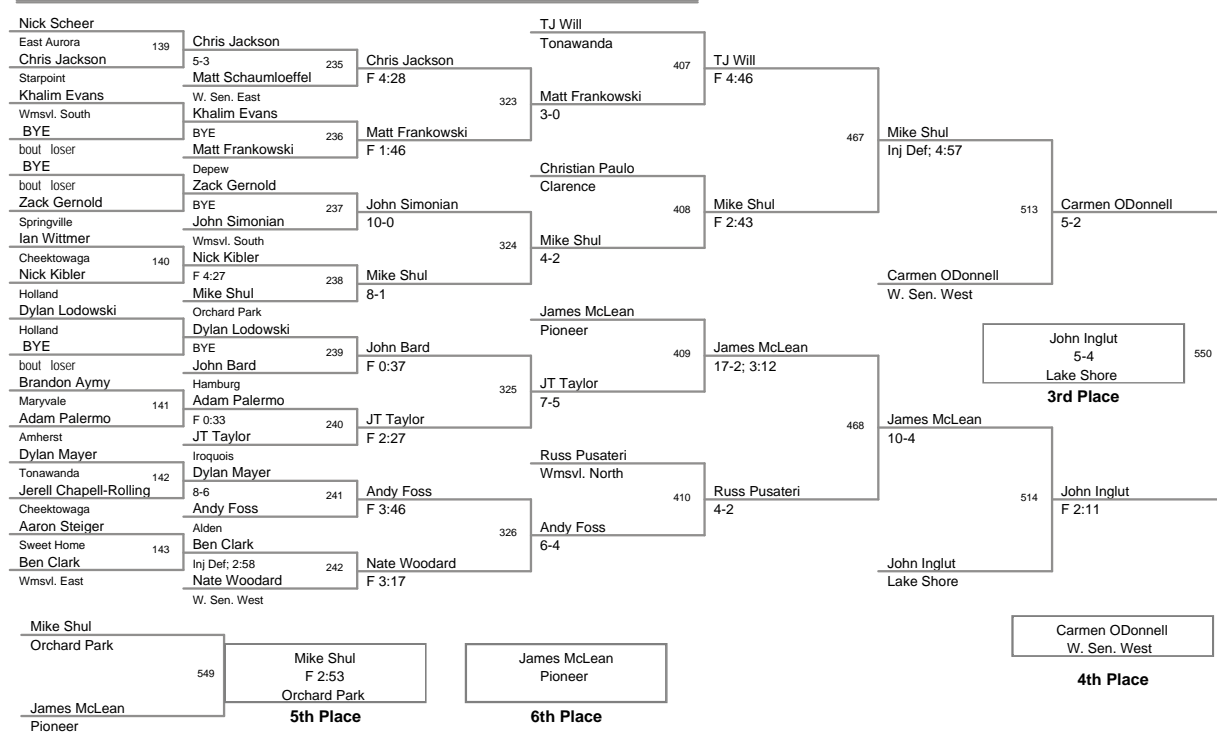 Nick Scheer
East Aurora
139
Chris Jackson
Starpoint
Khalim Evans
Wmsvl. South
BYE
bout loser
BYE
bout loser
Zack Gernold
Springville
Ian Wittmer
Cheektowaga
140
Nick Kibler
Holland
Dylan Lodowski
Holland
BYE
bout loser
Brandon Aymy
Maryvale
141
Adam Palermo
Amherst
Dylan Mayer
Tonawanda
142
Jerell Chapell-Rolling
Cheektowaga
Aaron Steiger
Sweet Home
143
Ben Clark
Wmsvl. East
Chris Jackson
5-3
235
Matt Schaumloeffel
W. Sen. East
Khalim Evans
BYE
236
Matt Frankowski
Depew
Zack Gernold
BYE
237
John Simonian
Wmsvl. South
Nick Kibler
F 4:27
238
Mike Shul
Orchard Park
Dylan Lodowski
BYE
239
John Bard
Hamburg
Adam Palermo
F 0:33
240
JT Taylor
Iroquois
Dylan Mayer
8-6
241
Andy Foss
Alden
Ben Clark
Inj Def; 2:58
242
Nate Woodard
W. Sen. West
Chris Jackson
F 4:28
323
Matt Frankowski
F 1:46
John Simonian
10-0
324
Mike Shul
8-1
John Bard
F 0:37
325
JT Taylor
F 2:27
Andy Foss
F 3:46
326
Nate Woodard
F 3:17
TJ Will
Tonawanda
407
Matt Frankowski
3-0
Christian Paulo
Clarence
408
Mike Shul
4-2
James McLean
Pioneer
409
JT Taylor
7-5
Russ Pusateri
Wmsvl. North
410
Andy Foss
6-4
TJ Will
F 4:46
467
Mike Shul
F 2:43
James McLean
17-2; 3:12
468
Russ Pusateri
4-2
Mike Shul
Inj Def; 4:57
513
Carmen ODonnell
W. Sen. West
James McLean
10-4
514
John Inglut
Lake Shore
Carmen ODonnell
5-2
John Inglut
5-4
Lake Shore
550
3rd Place
John Inglut
F 2:11
Carmen ODonnell
W. Sen. West
4th Place
Mike Shul
Orchard Park
549
James McLean
Pioneer
Mike Shul
F 2:53
Orchard Park
5th Place
James McLean
Pioneer
6th Place